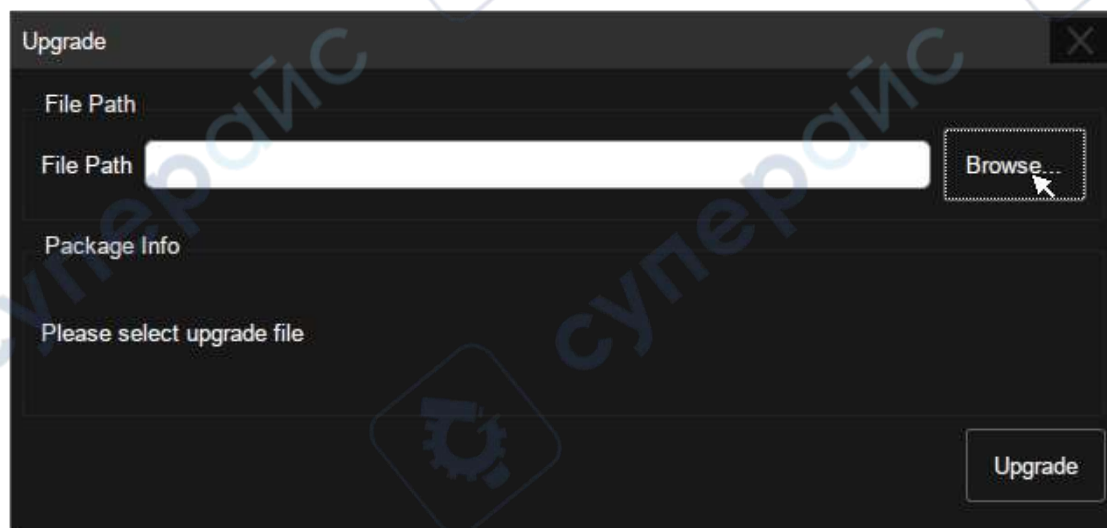 Upgrade
File Path
File Path
Browse...
Package Info
Please select upgrade file
Upgrade
суперайс
суперайс